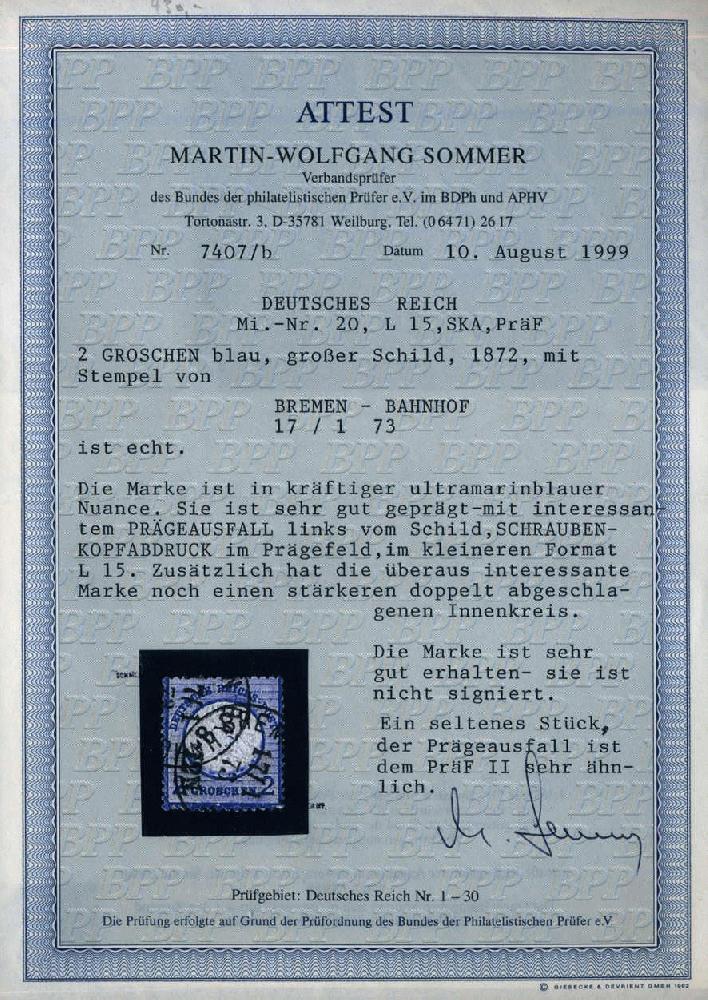 ATTEST
MARTIN-WOLFGANG SOMMER
Verbandsprüfer
des Bundes der philatelistischen Prüfer e.V. im BDPh und APHV
Tortonastr. 3, D-35781 Weilburg, Tel. (06471) 2617
Nr. 7407/b Datum 10. August 1999
DEUTSCHES REICH
Mi.-Nr. 20, L 15,SKA,PräF
2 GROSCHEN blau, großer Schild, 1872, mit
Stempel von
BREMEN - BAHNHOF
17 / 1 73
ist echt.
Die Marke ist in kräftiger ultramarinblauer
Nuance. Sie ist sehr gut geprägt-mit interessan-
tem PRÄGEAUSFALL links vom Schild,SCHRAUBEN-
KOPFABDRUCK im Prägefeld,im kleineren Format
L 15. Zusätzlich hat die überaus interessante
Marke noch einen stärkeren doppelt abgeschla-
genen Innenkreis.
Die Marke ist sehr
gut erhalten- sie ist
nicht signiert.
Ein seltenes Stück,
der Prägeausfall ist
dem PräF II sehr ähn-
lich.
GROSCHEN 2
Prüfgebiet: Deutsches Reich Nr. 1 – 30
Die Prüfung erfolgte auf Grund der Prüfordnung des Bundes der Philatelistischen Prüfer e.V.
© GIESECKE & DEVRIENT GMBH 1992